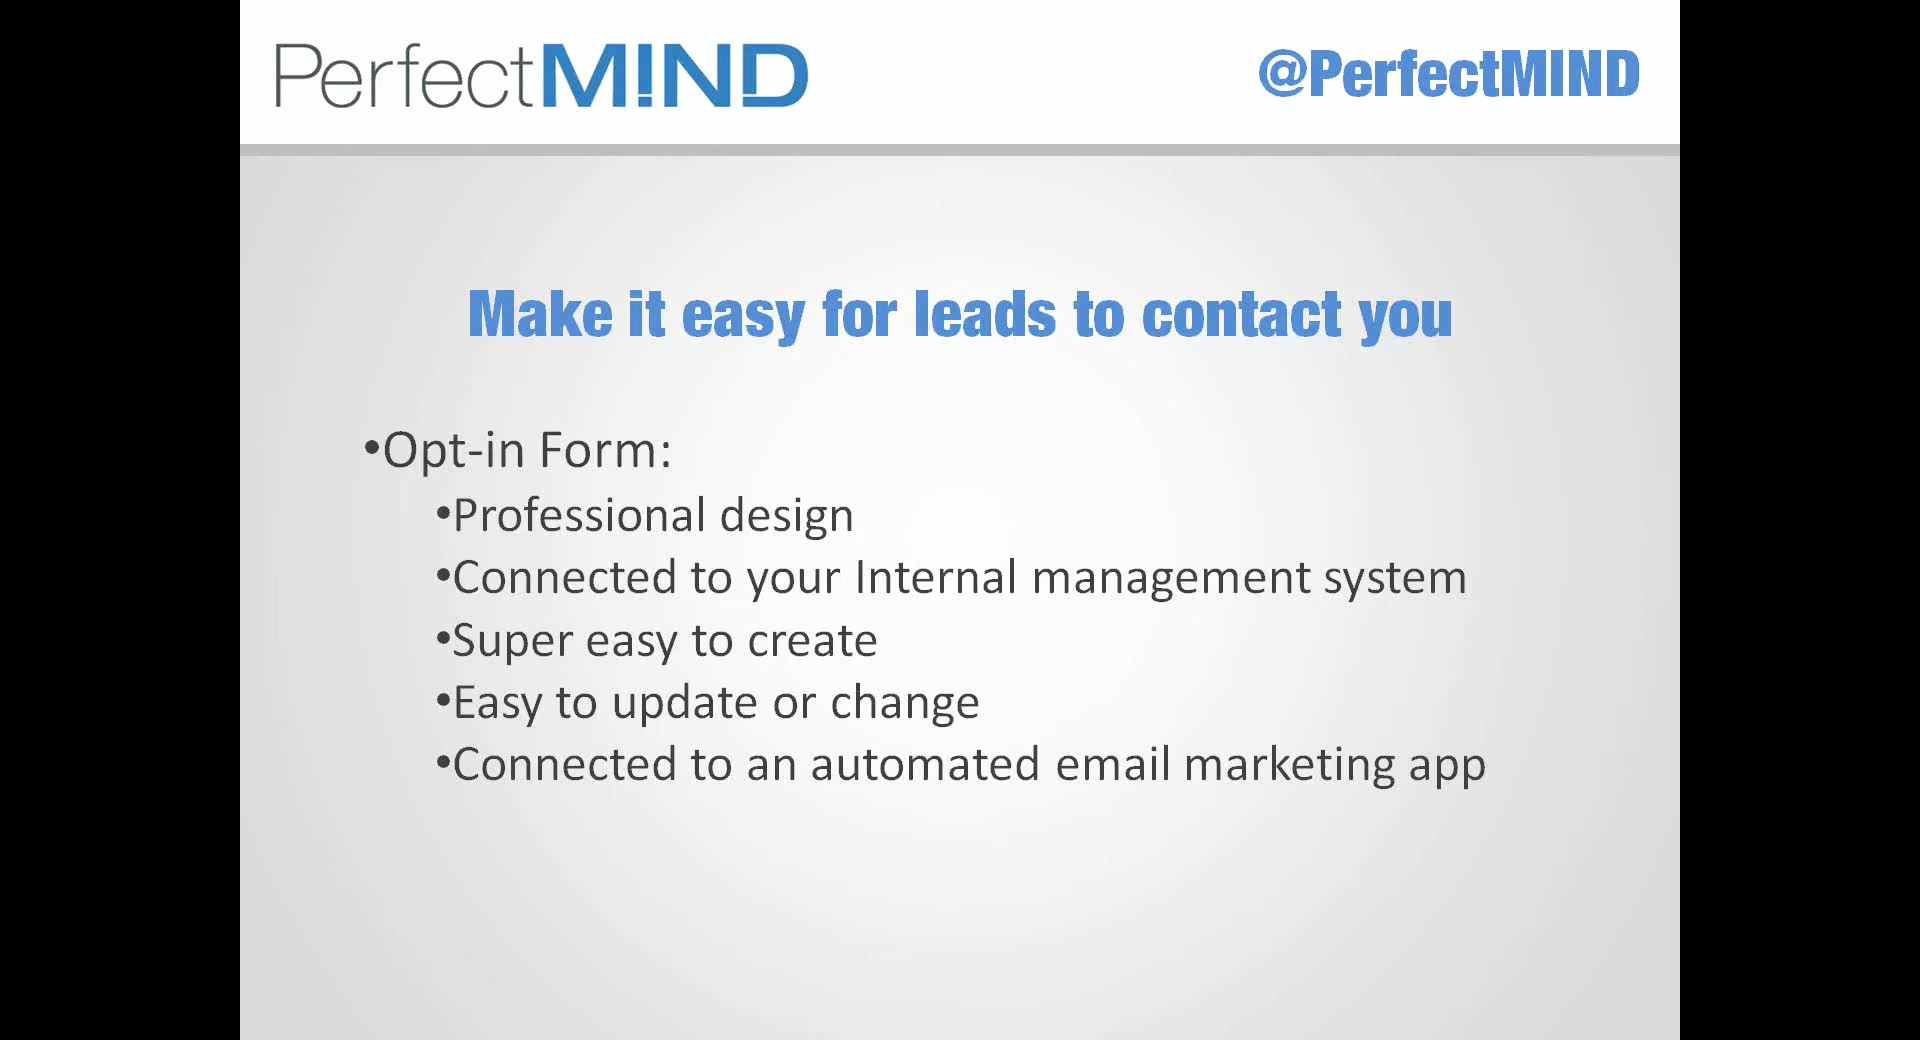 PerfectMIND
@PerfectMIND
Make it easy for leads to contact you
•Opt-in Form:
•Professional design
•Connected to your Internal management system
•Super easy to create
•Easy to update or change
•Connected to an automated email marketing app